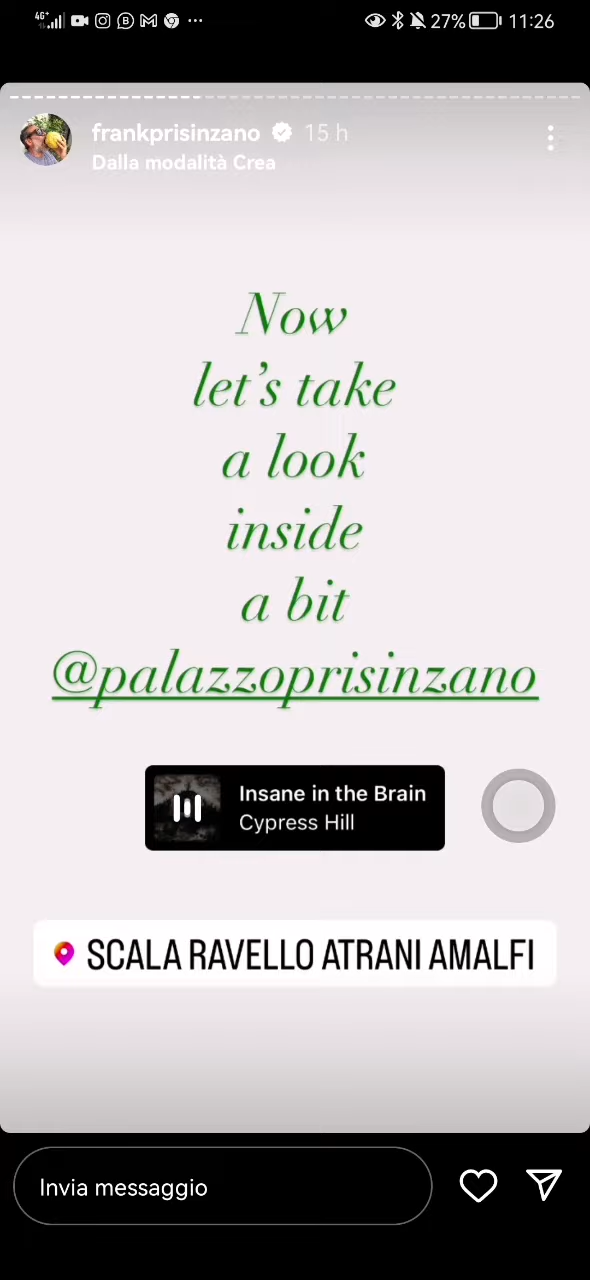 4G+ 27% 11:26
frankprisinzano 15 h
Dalla modalità Crea
Now
let's take
a look
inside
a bit
@palazzoprisinzano
Insane in the Brain
Cypress Hill
SCALA RAVELLO ATRANI AMALFI
Invia messaggio